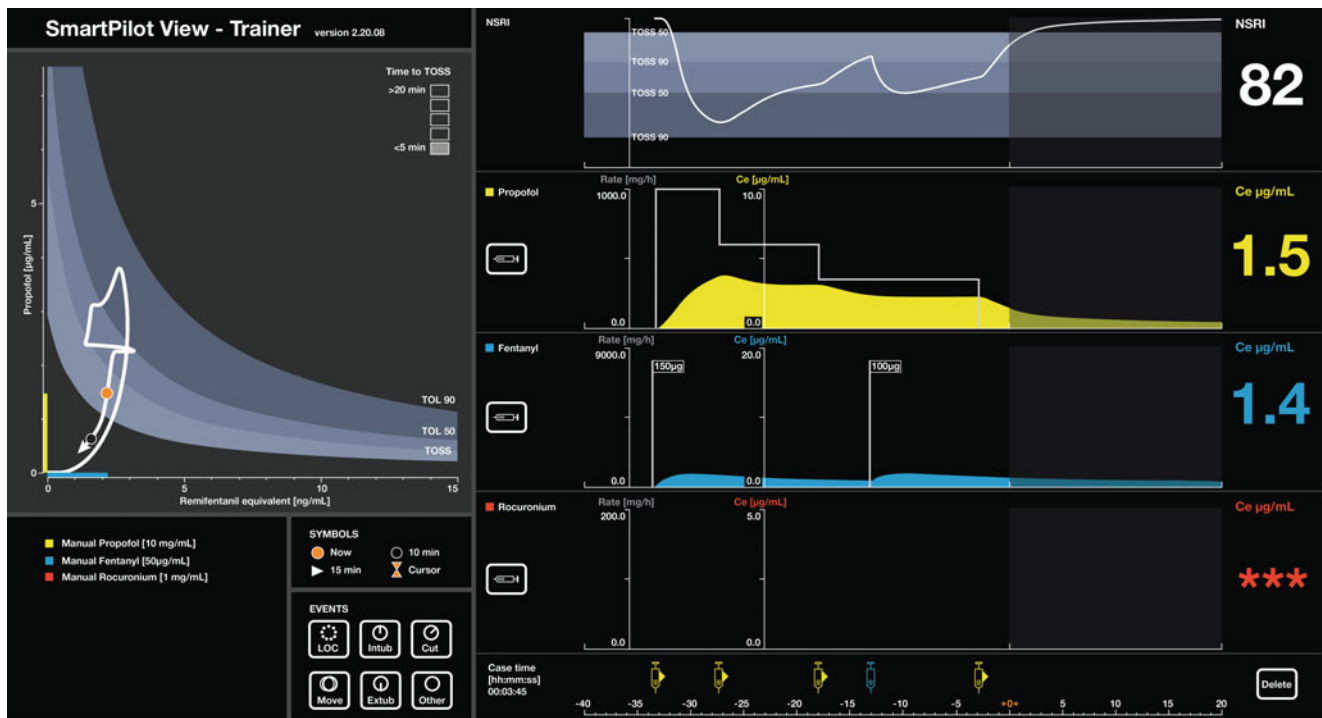 SmartPilot View - Trainer version 2.20.08
Time to TOSS
>20 min
<5 min
5
Propofol [µg/mL]
0
TOL 90
TOL 50
TOSS
0
5
10
15
Remifentanil equivalent [ng/mL]
Manual Propofol [10 mg/mL]
Manual Fentanyl [50µg/mL]
Manual Rocuronium [1 mg/mL]
SYMBOLS
Now
10 min
15 min
Cursor
EVENTS
LOC
Intub
Cut
Move
Extub
Other
NSRI
TOSS 50
TOSS 90
TOSS 50
TOSS 90
NSRI
82
Propofol
Rate [mg/h]
Ce [µg/mL]
1000.0
10.0
0.0
0.0
Ce µg/mL
1.5
Fentanyl
Rate [mg/h]
Ce [µg/mL]
9000.0
20.0
150µg
100µg
0.0
0.0
Ce µg/mL
1.4
Rocuronium
Rate [mg/h]
Ce [µg/mL]
200.0
5.0
0.0
0.0
Ce µg/mL
***
Case time
[hh:mm:ss]
00:03:45
Delete
-40 -35 -30 -25 -20 -15 -10 -5 0 5 10 15 20